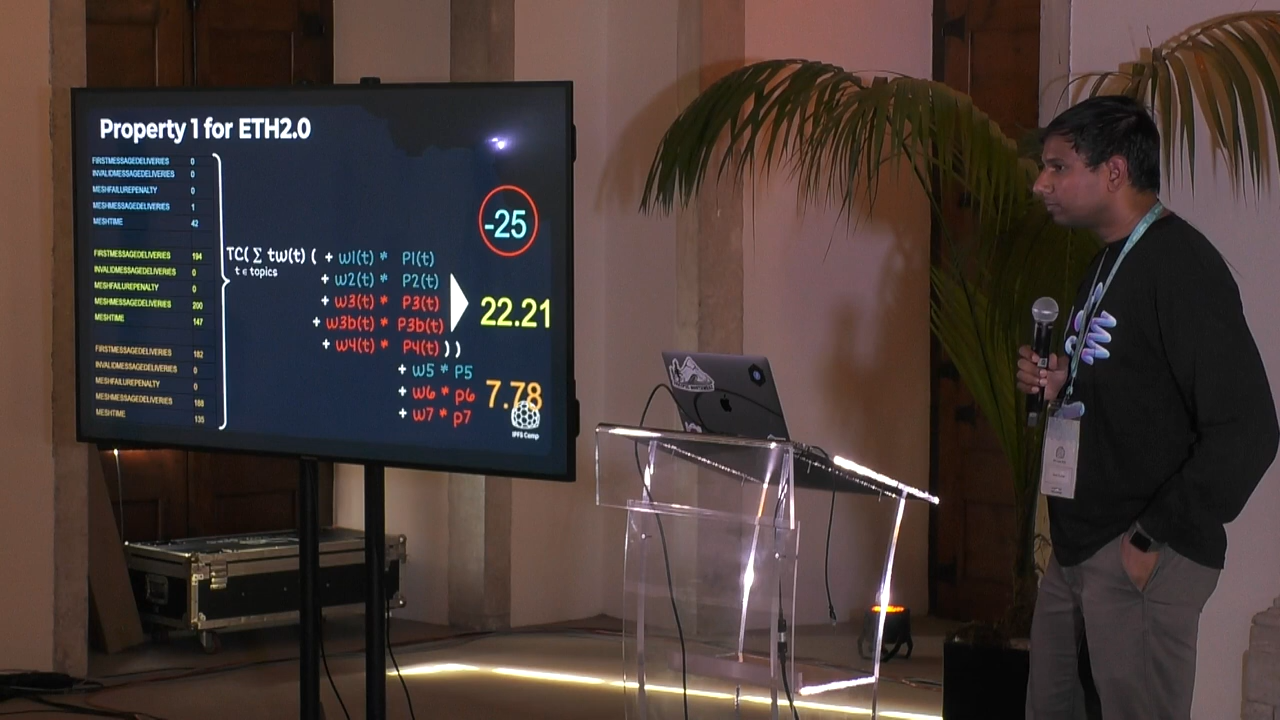 Property 1 for ETH2.0
FIRSTMESSAGEDELIVERIES 0
INVALIDMESSAGEDELIVERIES 0
MESHFAILUREPENALTY 0
MESHMESSAGEDELIVERIES 1
MESHTIME 42
FIRSTMESSAGEDELIVERIES 194
INVALIDMESSAGEDELIVERIES 0
MESHFAILUREPENALTY 0
MESHMESSAGEDELIVERIES 200
MESHTIME 147
FIRSTMESSAGEDELIVERIES 182
INVALIDMESSAGEDELIVERIES 0
MESHFAILUREPENALTY 0
MESHMESSAGEDELIVERIES 188
MESHTIME 135
TC( Σ tw(t) ( + w1(t) * P1(t)
t ∈ topics
+ w2(t) * P2(t)
+ w3(t) * P3(t)
+ w3b(t) * P3b(t)
+ w4(t) * P4(t) ))
+ w5 * P5
+ w6 * p6
+ w7 * p7
-25
22.21
7.78
IPFS Camp